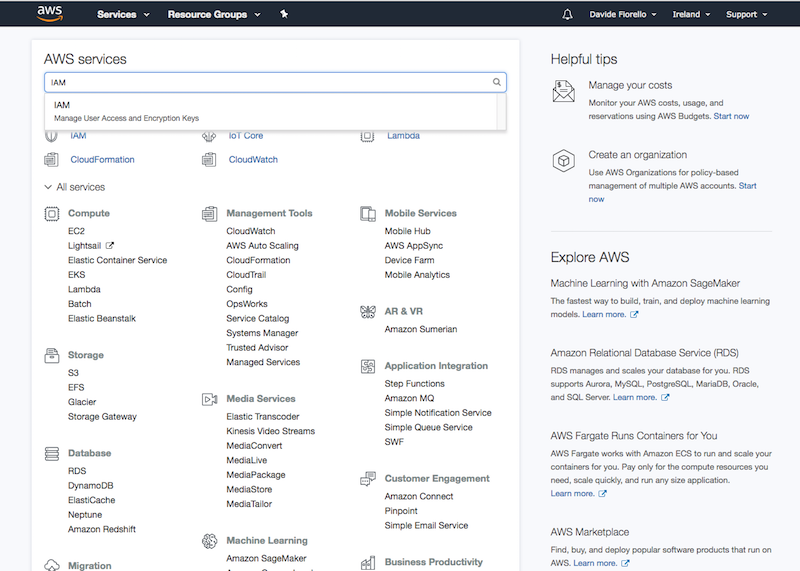 aws
Services
Resource Groups
Davide Fiorello
Ireland
Support
AWS services
IAM
IAM
Manage User Access and Encryption Keys
IAM
IoT Core
Lambda
CloudFormation
CloudWatch
All services
Compute
EC2
Lightsail
Elastic Container Service
EKS
Lambda
Batch
Elastic Beanstalk
Storage
S3
EFS
Glacier
Storage Gateway
Database
RDS
DynamoDB
ElastiCache
Neptune
Amazon Redshift
Migration
Management Tools
CloudWatch
AWS Auto Scaling
CloudFormation
CloudTrail
Config
OpsWorks
Service Catalog
Systems Manager
Trusted Advisor
Managed Services
Media Services
Elastic Transcoder
Kinesis Video Streams
MediaConvert
MediaLive
MediaPackage
MediaStore
MediaTailor
Machine Learning
Amazon SageMaker
Mobile Services
Mobile Hub
AWS AppSync
Device Farm
Mobile Analytics
AR & VR
Amazon Sumerian
Application Integration
Step Functions
Amazon MQ
Simple Notification Service
Simple Queue Service
SWF
Customer Engagement
Amazon Connect
Pinpoint
Simple Email Service
Business Productivity
Helpful tips
Manage your costs
Monitor your AWS costs, usage, and
reservations using AWS Budgets. Start now
Create an organization
Use AWS Organizations for policy-based
management of multiple AWS accounts. Start
now
Explore AWS
Machine Learning with Amazon SageMaker
The fastest way to build, train, and deploy machine learning
models. Learn more.
Amazon Relational Database Service (RDS)
RDS manages and scales your database for you. RDS
supports Aurora, MySQL, PostgreSQL, MariaDB, Oracle,
and SQL Server. Learn more.
AWS Fargate Runs Containers for You
AWS Fargate works with Amazon ECS to run and scale your
containers for you. Pay only for the compute resources you
need, scale quickly, and run any size application.
Learn more.
AWS Marketplace
Find, buy, and deploy popular software products that run on
AWS. Learn more.